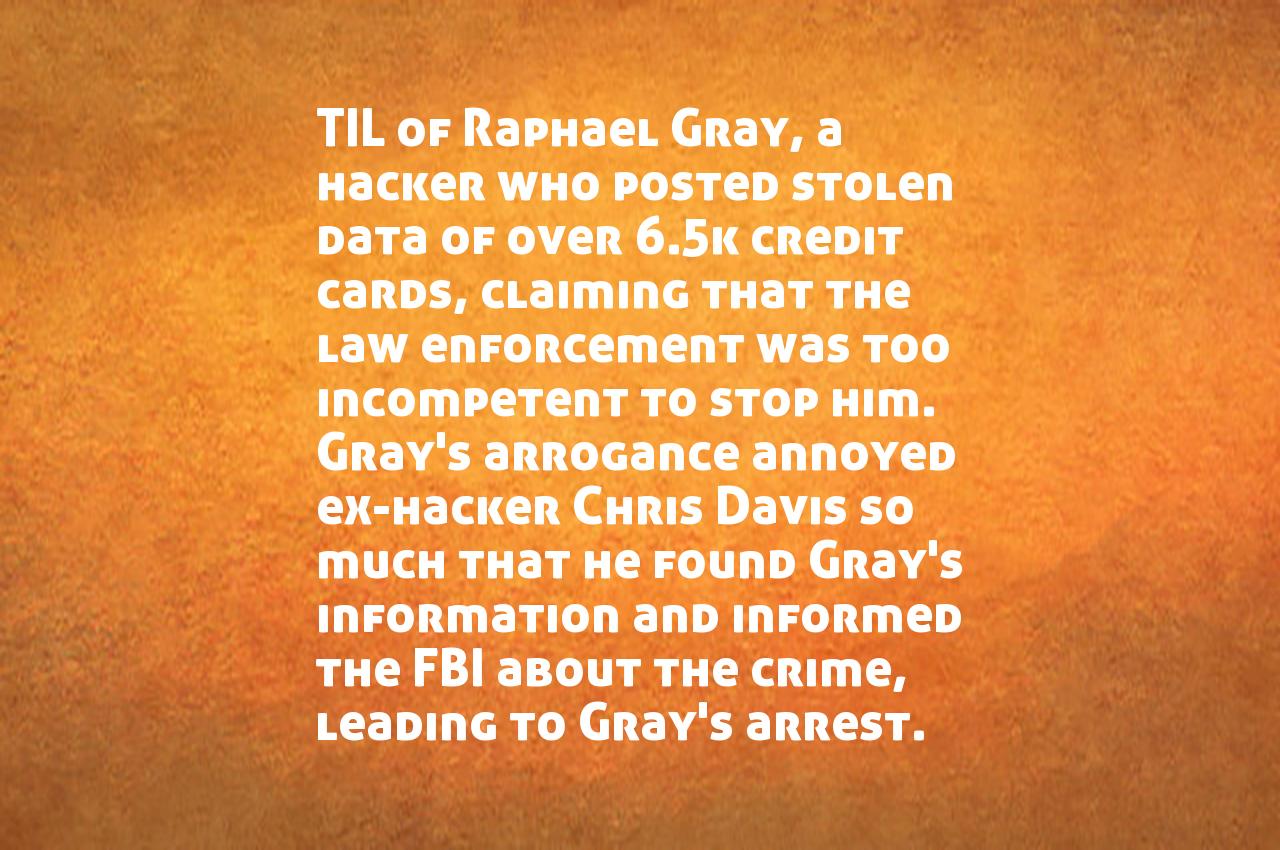 TIL of Raphael Gray, a
hacker who posted stolen
data of over 6.5k credit
cards, claiming that the
law enforcement was too
incompetent to stop him.
Gray's arrogance annoyed
ex-hacker Chris Davis so
much that he found Gray's
information and informed
the FBI about the crime,
leading to Gray's arrest.